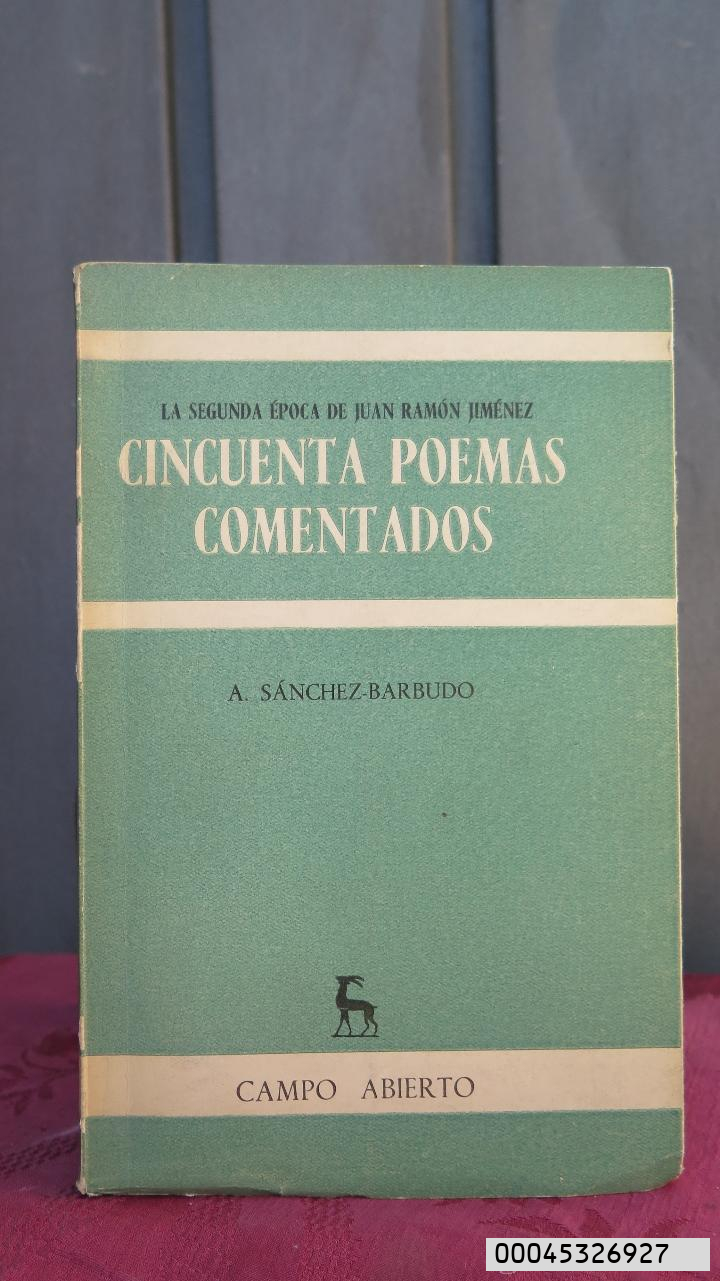 LA SEGUNDA ÉPOCA DE JUAN RAMÓN JIMÉNEZ
CINCUENTA POEMAS
COMENTADOS
A. SÁNCHEZ-BARBUDO
CAMPO ABIERTO
00045326927